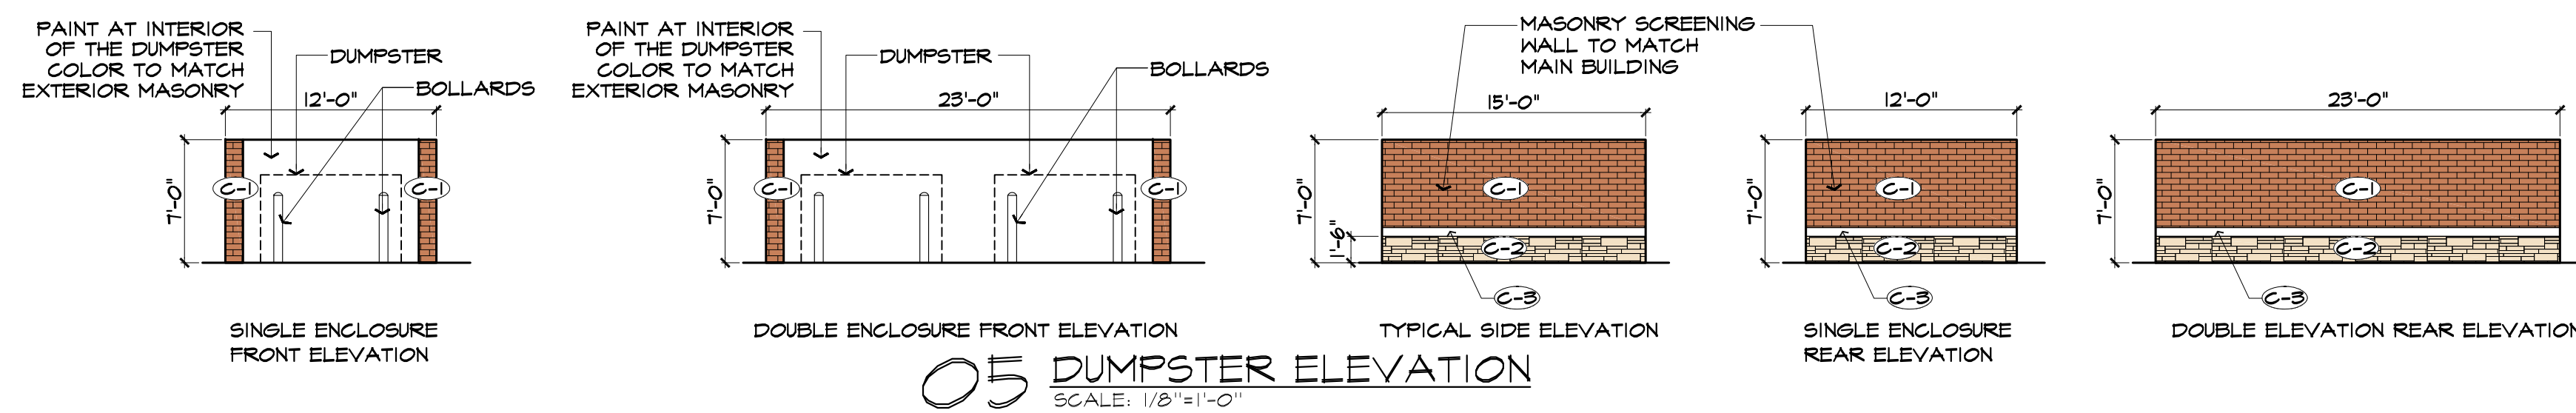 PAINT AT INTERIOR
OF THE DUMPSTER
COLOR TO MATCH
EXTERIOR MASONRY
DUMPSTER
BOLLARDS
12'-0"
7'-0"
C-1
C-1
SINGLE ENCLOSURE
FRONT ELEVATION
PAINT AT INTERIOR
OF THE DUMPSTER
COLOR TO MATCH
EXTERIOR MASONRY
DUMPSTER
BOLLARDS
23'-0"
7'-0"
C-1
C-1
DOUBLE ENCLOSURE FRONT ELEVATION
MASONRY SCREENING
WALL TO MATCH
MAIN BUILDING
15'-0"
7'-0"
1'-6"
C-1
C-2
C-3
TYPICAL SIDE ELEVATION
12'-0"
7'-0"
C-1
C-2
C-3
SINGLE ENCLOSURE
REAR ELEVATION
23'-0"
7'-0"
C-1
C-2
C-3
DOUBLE ELEVATION REAR ELEVATION
05 DUMPSTER ELEVATION
SCALE: 1/8"=1'-0"